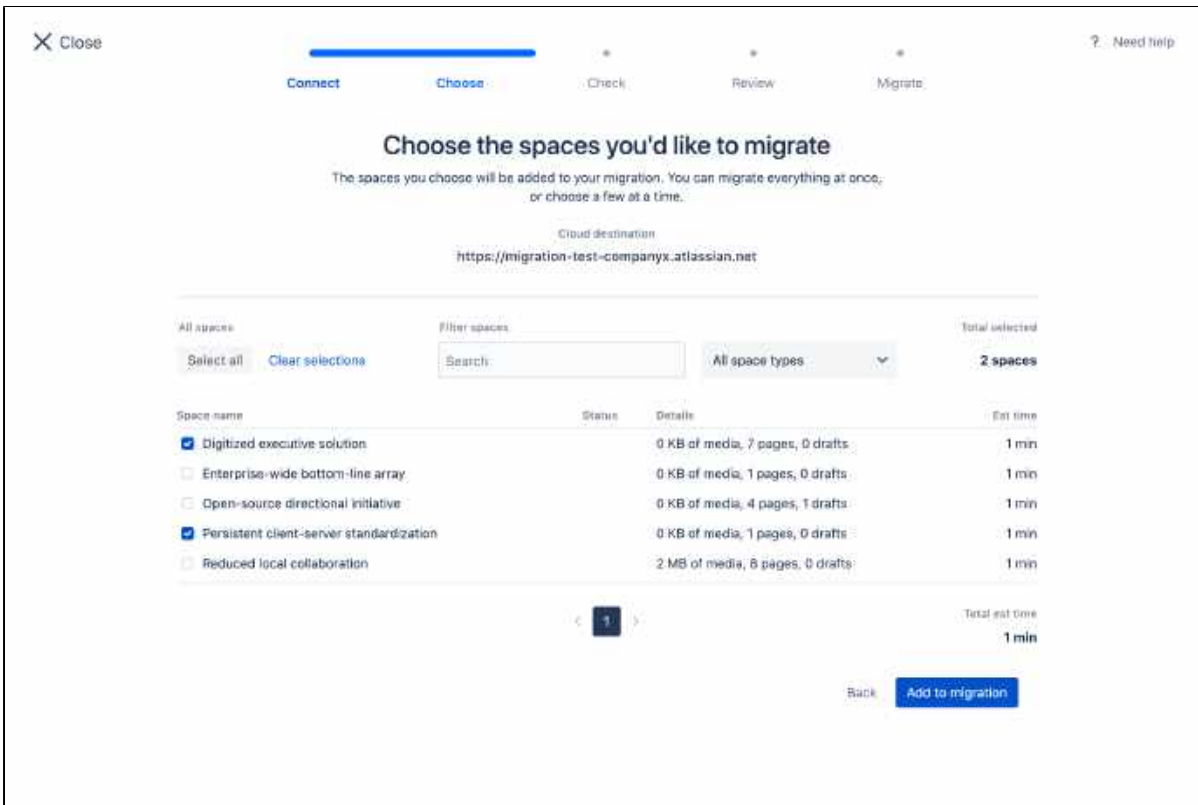 Close
? Need help
Connect
Choose
Check
Review
Migrate
Choose the spaces you'd like to migrate
The spaces you choose will be added to your migration. You can migrate everything at once,
or choose a few at a time.
Cloud destination
https://migration-test-companyx.atlassian.net
All spaces
Filter spaces
Total selected
Select all
Clear selections
Search
All space types
2 spaces
Space name Status Details Est time
Digitized executive solution 0 KB of media, 7 pages, 0 drafts 1 min
Enterprise-wide bottom-line array 0 KB of media, 1 pages, 0 drafts 1 min
Open-source directional initiative 0 KB of media, 4 pages, 1 drafts 1 min
Persistent client-server standardization 0 KB of media, 1 pages, 0 drafts 1 min
Reduced local collaboration 2 MB of media, 8 pages, 0 drafts 1 min
< 1 >
Total est time
1 min
Back
Add to migration